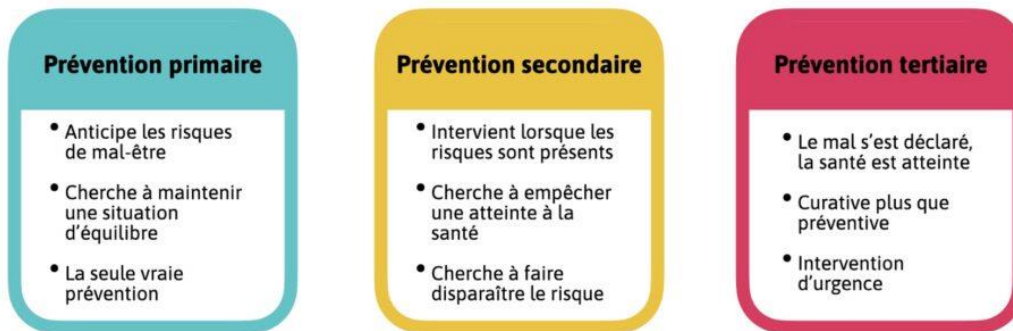 Prévention primaire
• Anticipe les risques
de mal-être
• Cherche à maintenir
une situation
d'équilibre
• La seule vraie
prévention
Prévention secondaire
• Intervient lorsque les
risques sont présents
• Cherche à empêcher
une atteinte à la
santé
• Cherche à faire
disparaître le risque
Prévention tertiaire
• Le mal s'est déclaré,
la santé est atteinte
• Curative plus que
préventive
• Intervention
d'urgence